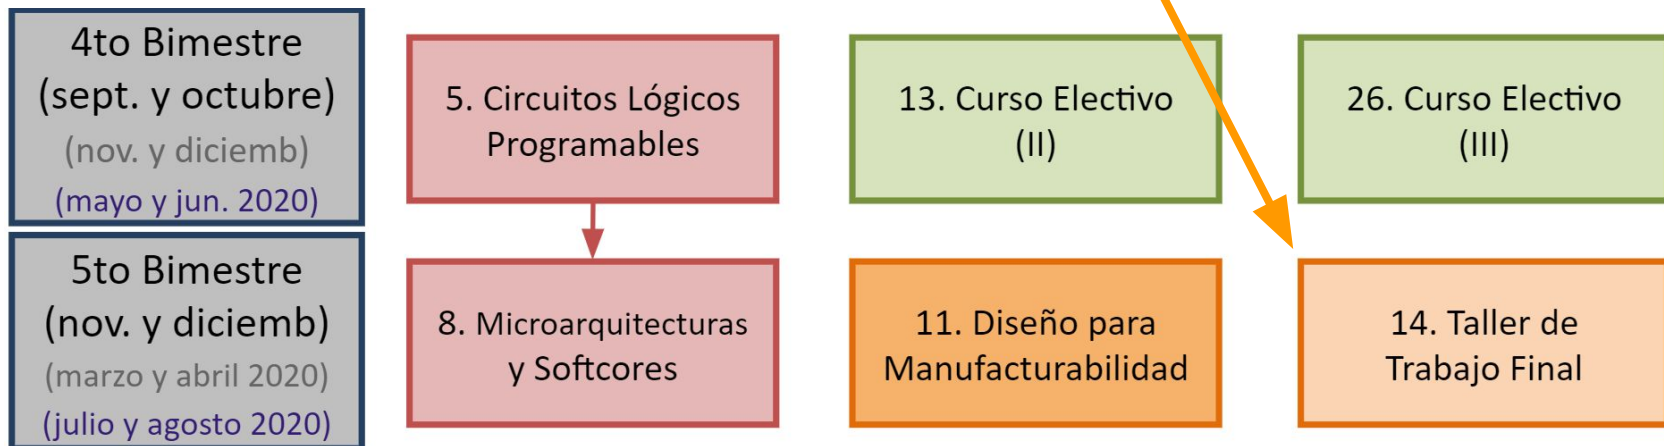 4to Bimestre
(sept. y octubre)
(nov. y diciemb)
(mayo y jun. 2020)
5. Circuitos Lógicos
Programables
13. Curso Electivo
(II)
26. Curso Electivo
(III)
5to Bimestre
(nov. y diciemb)
(marzo y abril 2020)
(julio y agosto 2020)
8. Microarquitecturas
y Softcores
11. Diseño para
Manufacturabilidad
14. Taller de
Trabajo Final